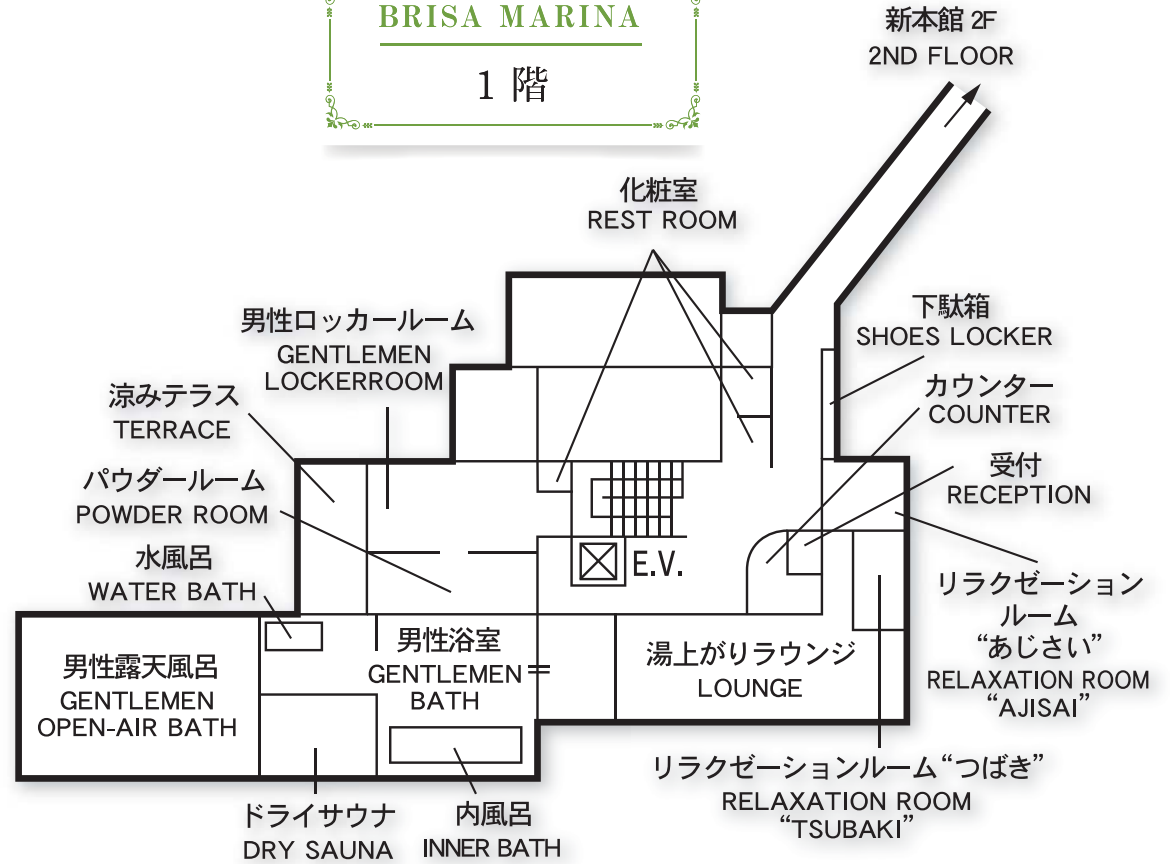 BRISA MARINA
1 階
新本館 2F
2ND FLOOR
化粧室
REST ROOM
男性ロッカールーム
GENTLEMEN
LOCKERROOM
下駄箱
SHOES LOCKER
涼みテラス
TERRACE
カウンター
COUNTER
パウダールーム
POWDER ROOM
受付
RECEPTION
水風呂
WATER BATH
E.V.
リラクゼーション
ルーム
“あじさい”
RELAXATION ROOM
“AJISAI”
男性露天風呂
GENTLEMEN
OPEN-AIR BATH
男性浴室
GENTLEMEN
BATH
湯上がりラウンジ
LOUNGE
リラクゼーションルーム“つばき”
RELAXATION ROOM
“TSUBAKI”
ドライサウナ
DRY SAUNA
内風呂
INNER BATH